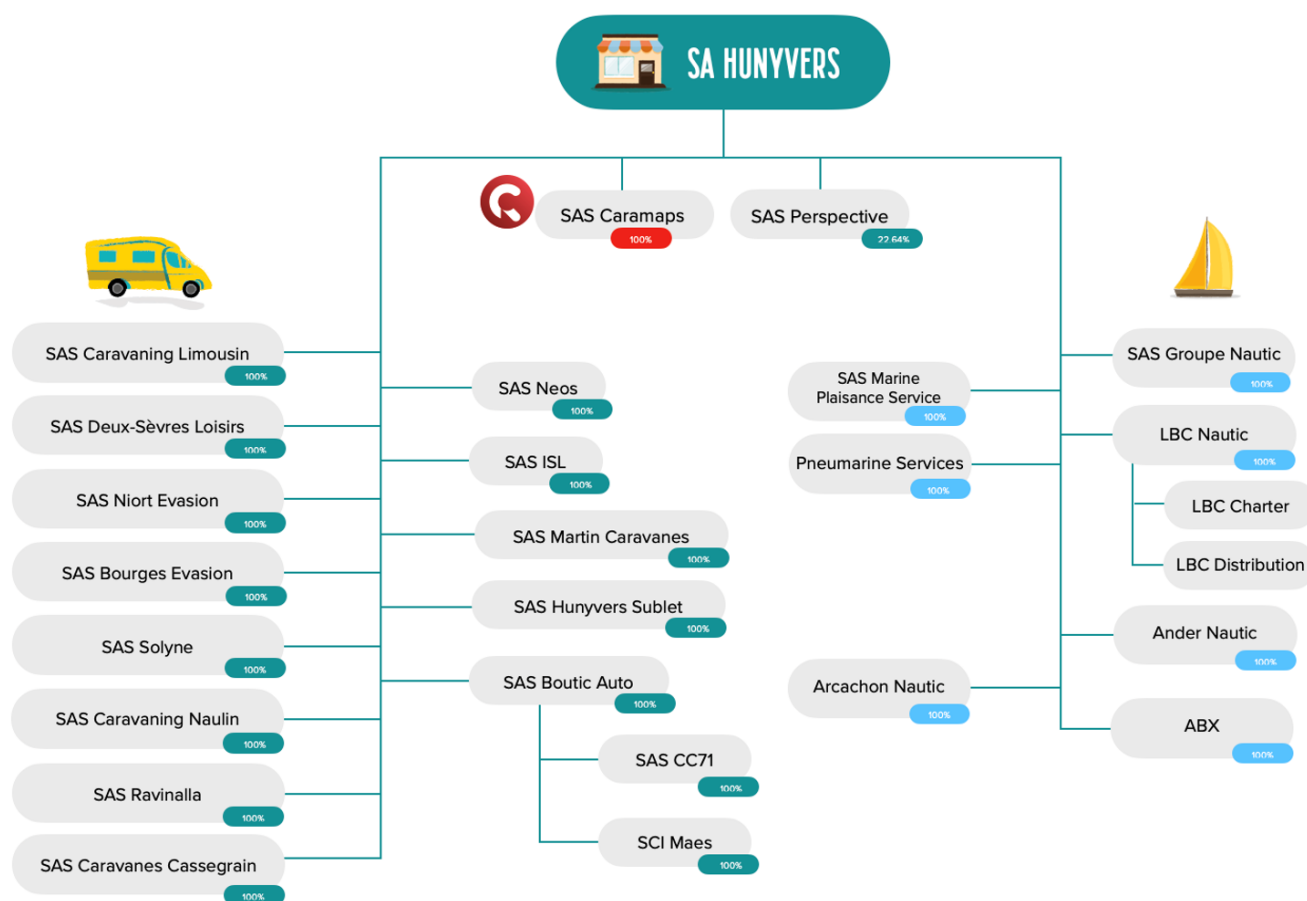 SA HUNYVERS
SAS Caramaps
100%
SAS Perspective
22.64%
SAS Caravaning Limousin
100%
SAS Deux-Sèvres Loisirs
100%
SAS Niort Evasion
100%
SAS Bourges Evasion
100%
SAS Solyne
100%
SAS Caravaning Naulin
100%
SAS Ravinalla
100%
SAS Caravanes Cassegrain
100%
SAS Neos
100%
SAS ISL
100%
SAS Martin Caravanes
100%
SAS Hunyvers Sublet
100%
SAS Boutic Auto
100%
SAS CC71
100%
SCI Maes
100%
SAS Marine
Plaisance Service
100%
Pneumarine Services
100%
Arcachon Nautic
100%
SAS Groupe Nautic
100%
LBC Nautic
100%
LBC Charter
LBC Distribution
Ander Nautic
100%
ABX
100%